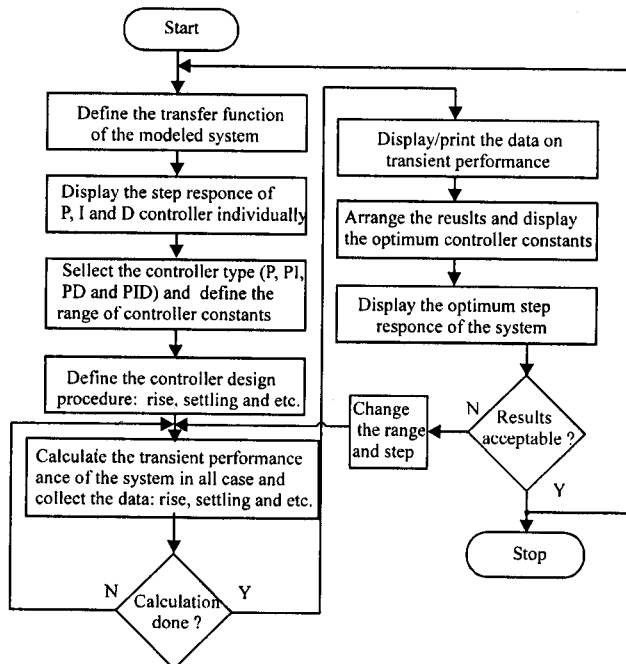 Start
Define the transfer function
of the modeled system
Display the step responce of
P, I and D controller individually
Sellect the controller type (P, PI,
PD and PID) and define the
range of controller constants
Define the controller design
procedure: rise, settling and etc.
Calculate the transient performance
ance of the system in all case and
collect the data: rise, settling and etc.
N
Calculation
done ?
Y
Display/print the data on
transient performance
Arrange the reuslts and display
the optimum controller constants
Display the optimum step
responce of the system
Change
the range
and step
N
Results
acceptable ?
Y
Stop